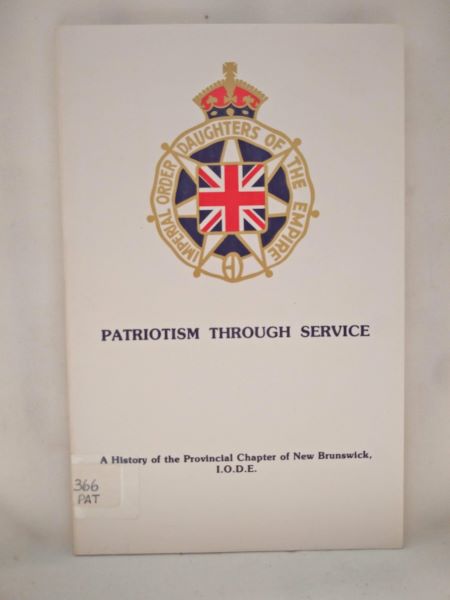 IMPERIAL ORDER DAUGHTERS OF THE EMPIRE
PATRIOTISM THROUGH SERVICE
A History of the Provincial Chapter of New Brunswick,
I.O.D.E.
366
PAT